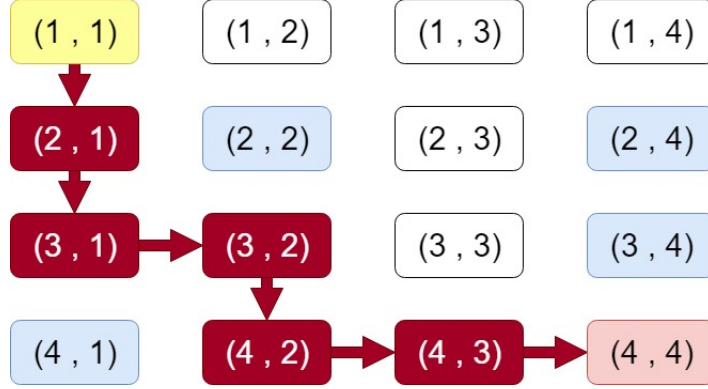 (1 , 1) (1 , 2) (1 , 3) (1 , 4)
(2 , 1) (2 , 2) (2 , 3) (2 , 4)
(3 , 1) (3 , 2) (3 , 3) (3 , 4)
(4 , 1) (4 , 2) (4 , 3) (4 , 4)